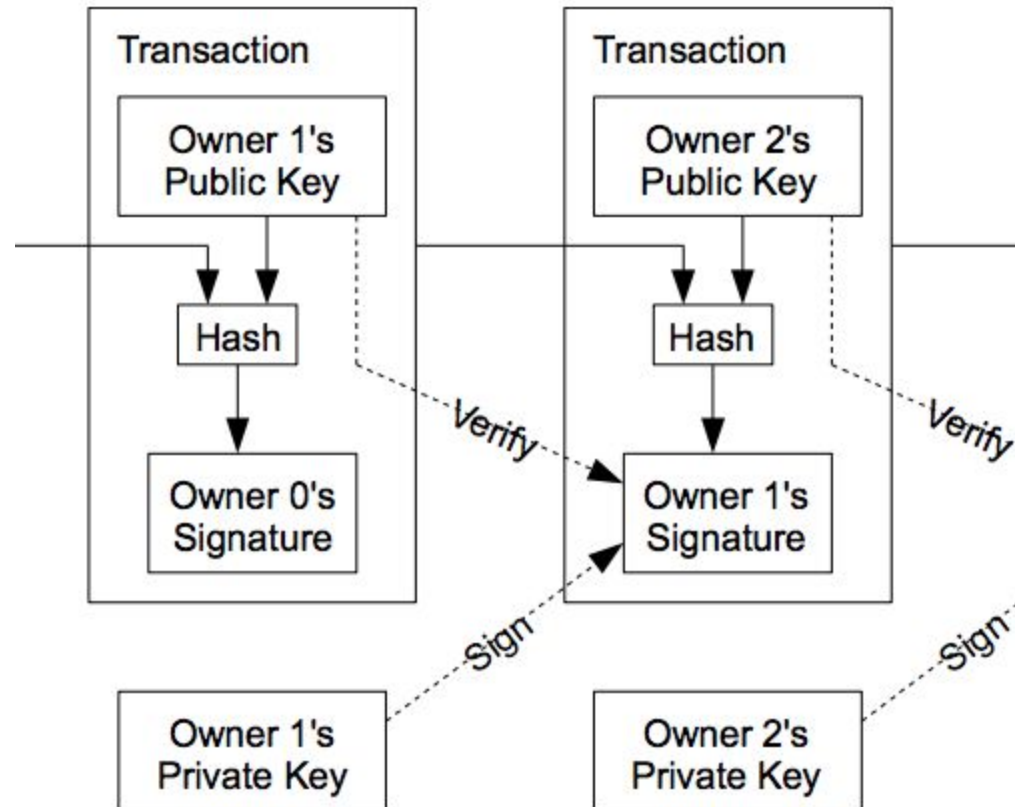 Transaction
Owner 1's
Public Key
Hash
Verify
Owner 0's
Signature
Transaction
Owner 2's
Public Key
Hash
Verify
Owner 1's
Signature
Sign
Owner 1's
Private Key
Sign
Owner 2's
Private Key